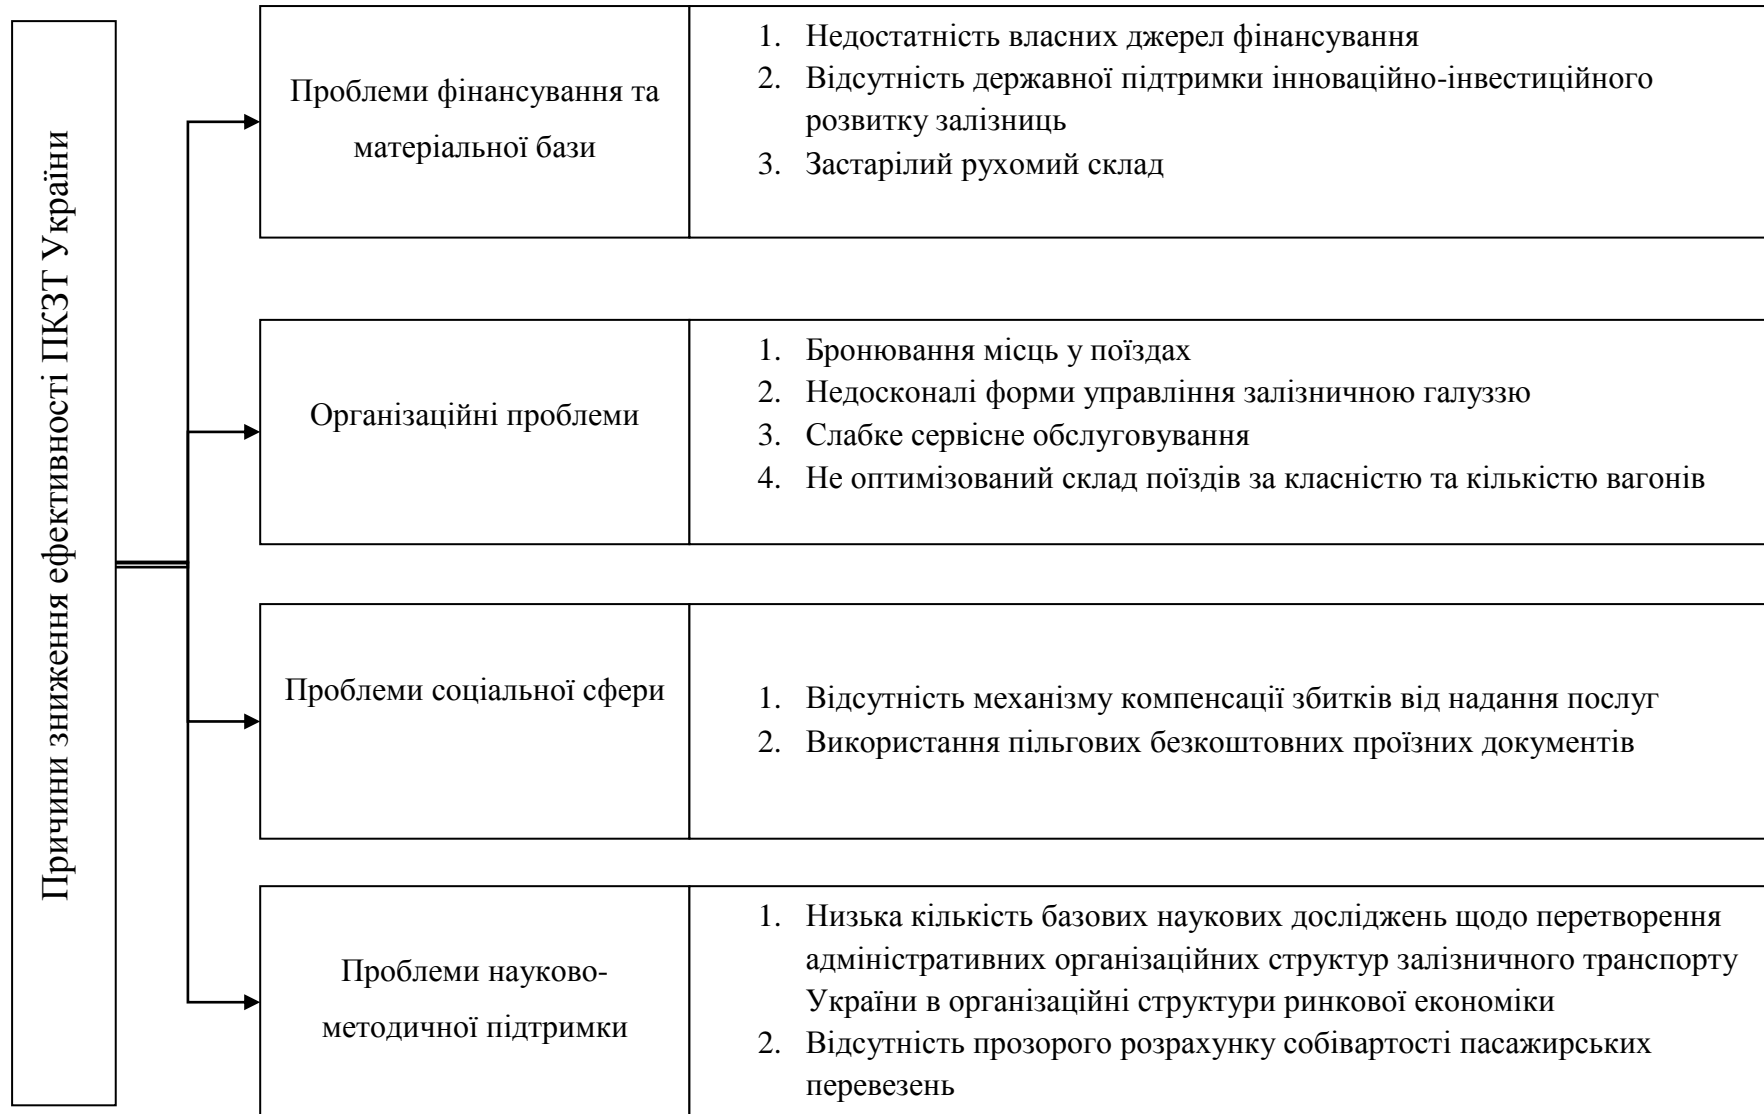 Причини зниження ефективності ПКЗТ України
Проблеми фінансування та
матеріальної бази
1. Недостатність власних джерел фінансування
2. Відсутність державної підтримки інноваційно-інвестиційного
розвитку залізниць
3. Застарілий рухомий склад
Організаційні проблеми
1. Бронювання місць у поїздах
2. Недосконалі форми управління залізничною галуззю
3. Слабке сервісне обслуговування
4. Не оптимізований склад поїздів за класністю та кількістю вагонів
Проблеми соціальної сфери
1. Відсутність механізму компенсації збитків від надання послуг
2. Використання пільгових безкоштовних проїзних документів
Проблеми науково-
методичної підтримки
1. Низька кількість базових наукових досліджень щодо перетворення
адміністративних організаційних структур залізничного транспорту
України в організаційні структури ринкової економіки
2. Відсутність прозорого розрахунку собівартості пасажирських
перевезень